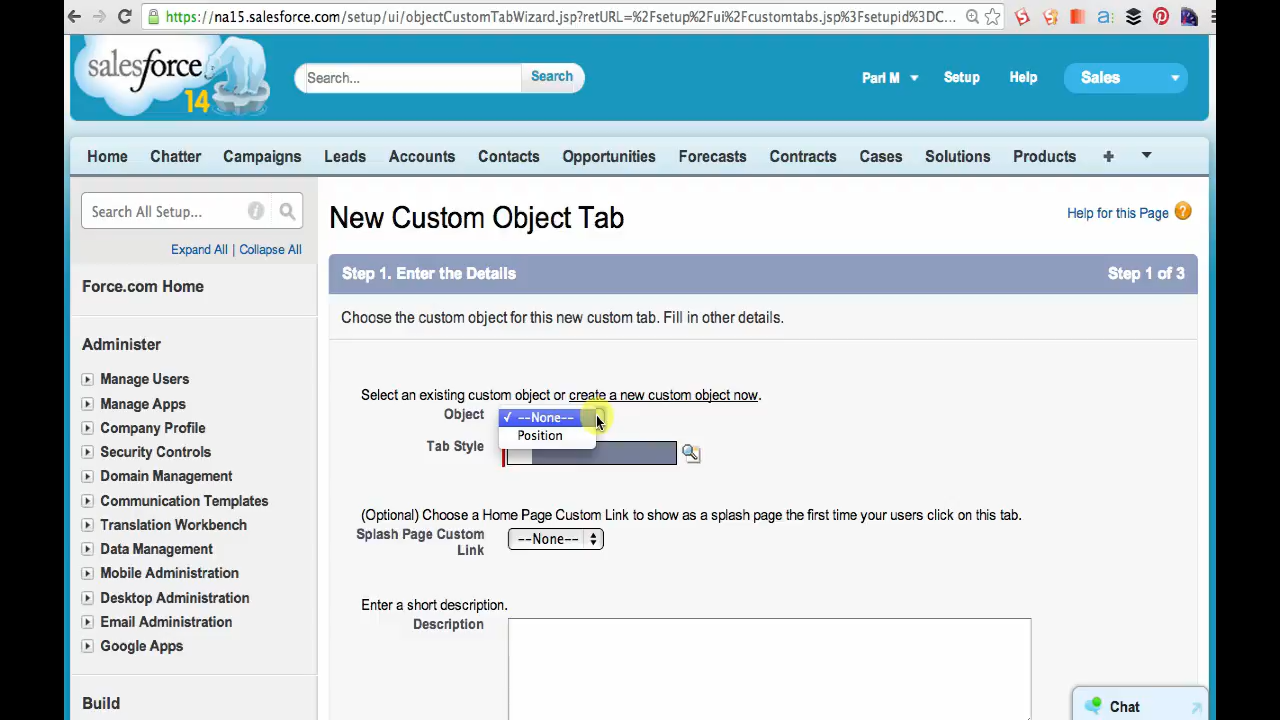 https://na15.salesforce.com/setup/ui/objectCustomTabWizard.jsp?retURL=%2Fsetup%2Fui%2Fcustomtabs.jsp%3Fsetupid%3DC...
salesforce
14
Search...
Search
Parl M
Setup
Help
Sales
Home
Chatter
Campaigns
Leads
Accounts
Contacts
Opportunities
Forecasts
Contracts
Cases
Solutions
Products
+
Search All Setup...
Expand All | Collapse All
Force.com Home
Administer
Manage Users
Manage Apps
Company Profile
Security Controls
Domain Management
Communication Templates
Translation Workbench
Data Management
Mobile Administration
Desktop Administration
Email Administration
Google Apps
Build
New Custom Object Tab
Help for this Page ?
Step 1. Enter the Details
Step 1 of 3
Choose the custom object for this new custom tab. Fill in other details.
Select an existing custom object or create a new custom object now.
Object
✓ --None--
Position
Tab Style
(Optional) Choose a Home Page Custom Link to show as a splash page the first time your users click on this tab.
Splash Page Custom
Link
--None--
Enter a short description.
Description
Chat